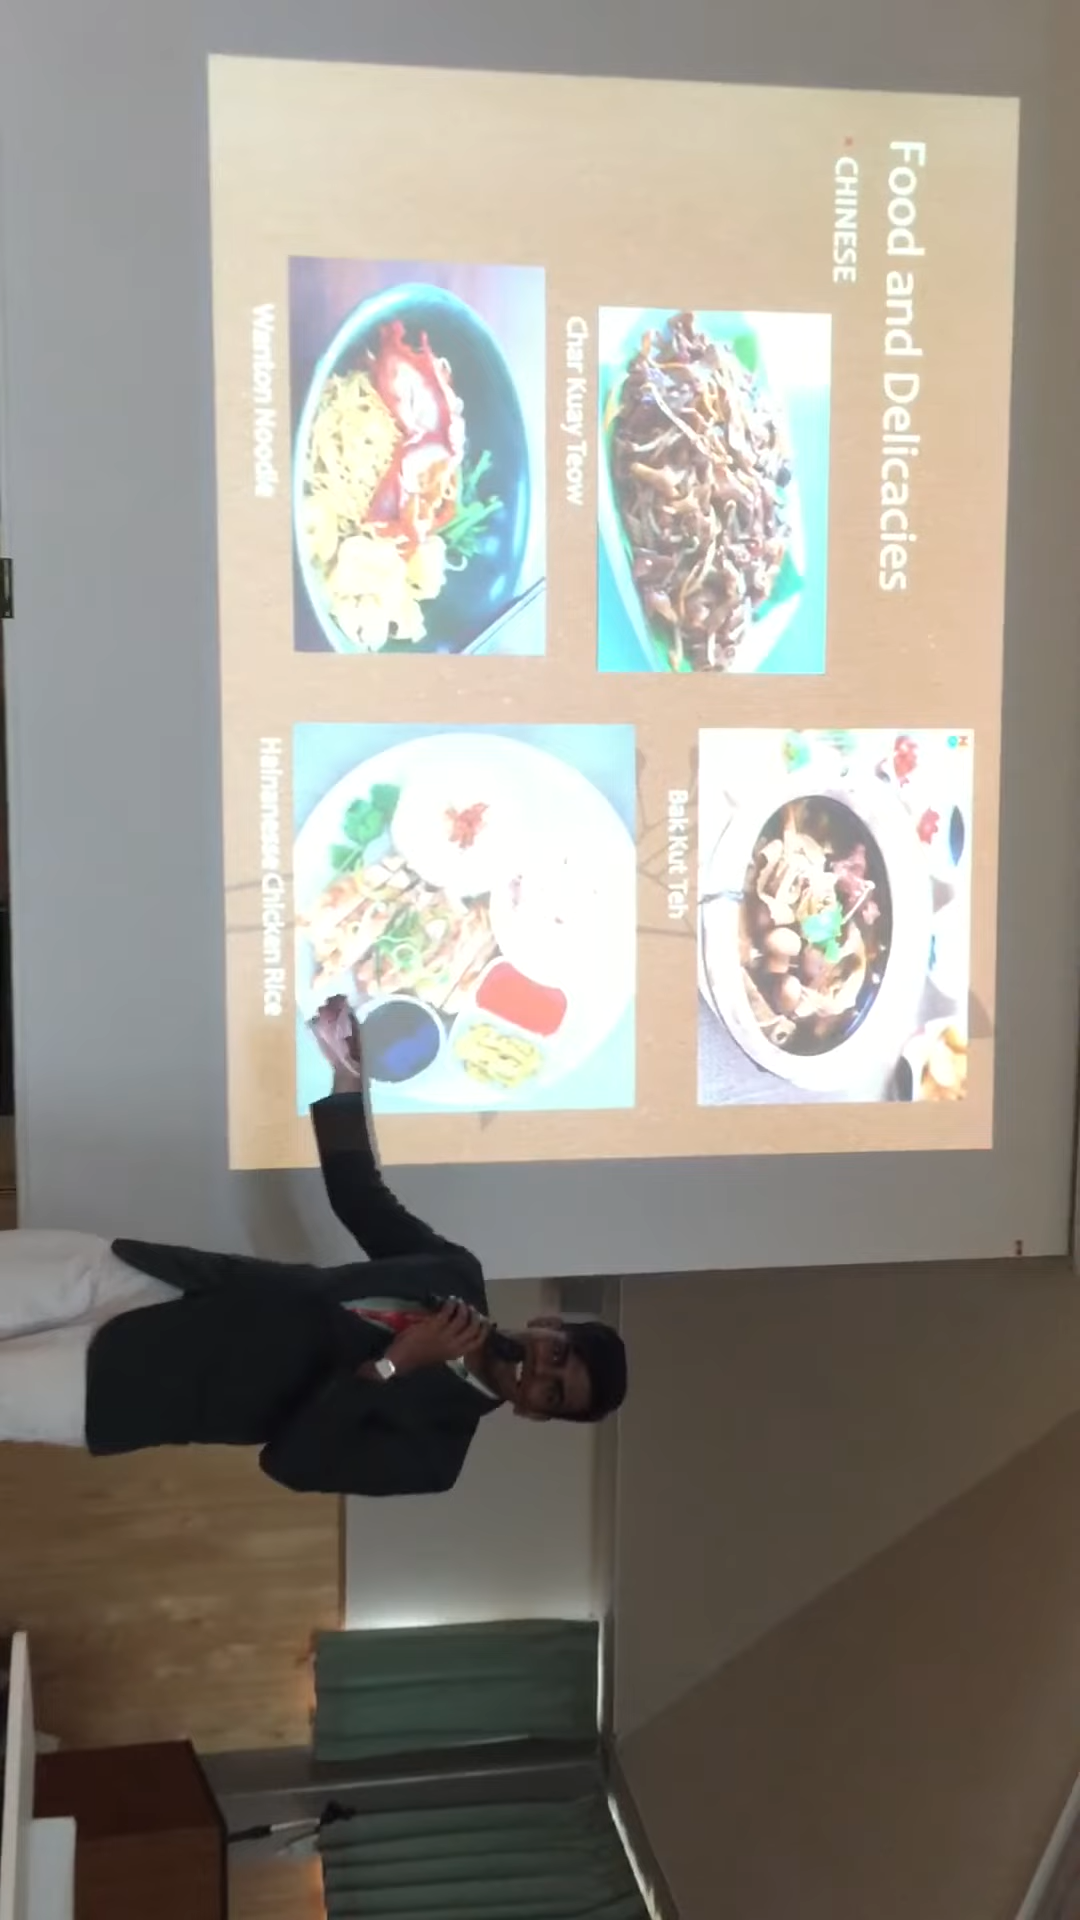 Food and Delicacies
CHINESE
Char Kuay Teow
Bak Kut Teh
Wanton Noodle
Hainanese Chicken Rice